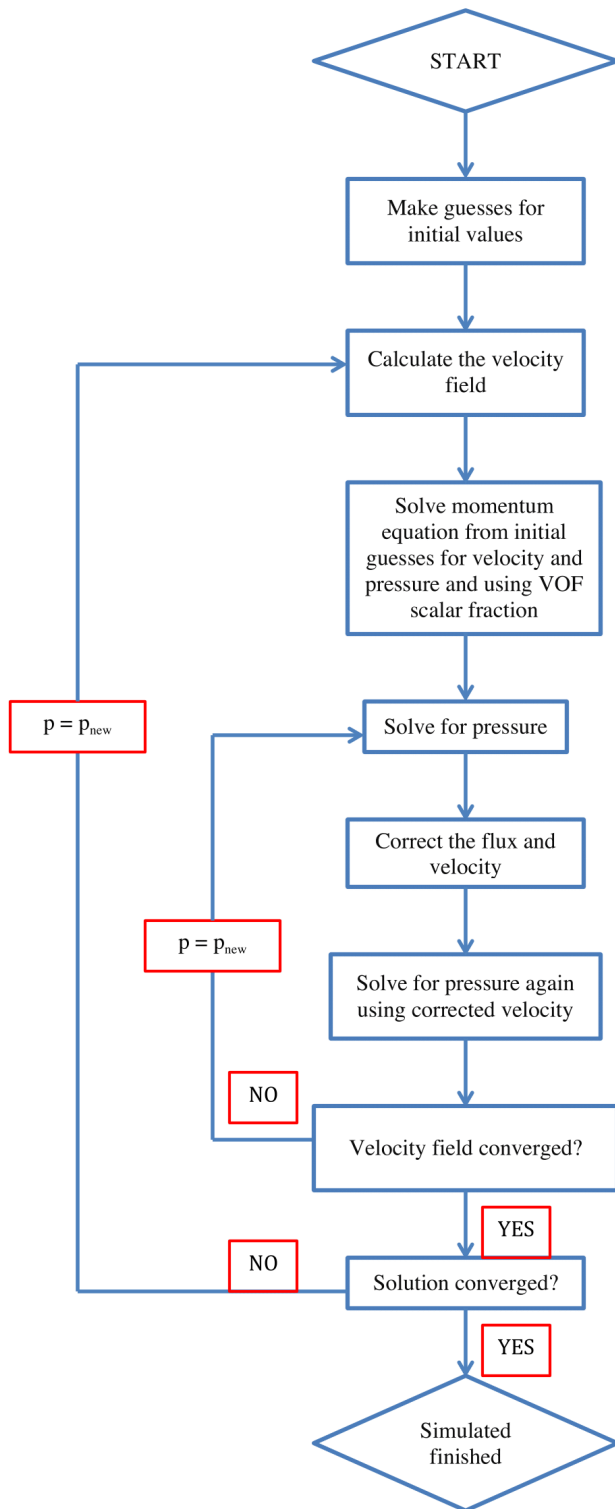 START
Make guesses for
initial values
Calculate the velocity
field
Solve momentum
equation from initial
guesses for velocity and
pressure and using VOF
scalar fraction
p = pnew
Solve for pressure
Correct the flux and
velocity
p = pnew
Solve for pressure again
using corrected velocity
NO
Velocity field converged?
YES
NO
Solution converged?
YES
Simulated
finished